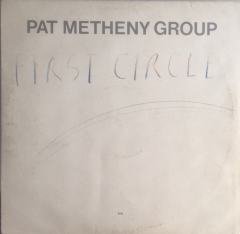 PAT METHENY GROUP
FIRST CIRCLE